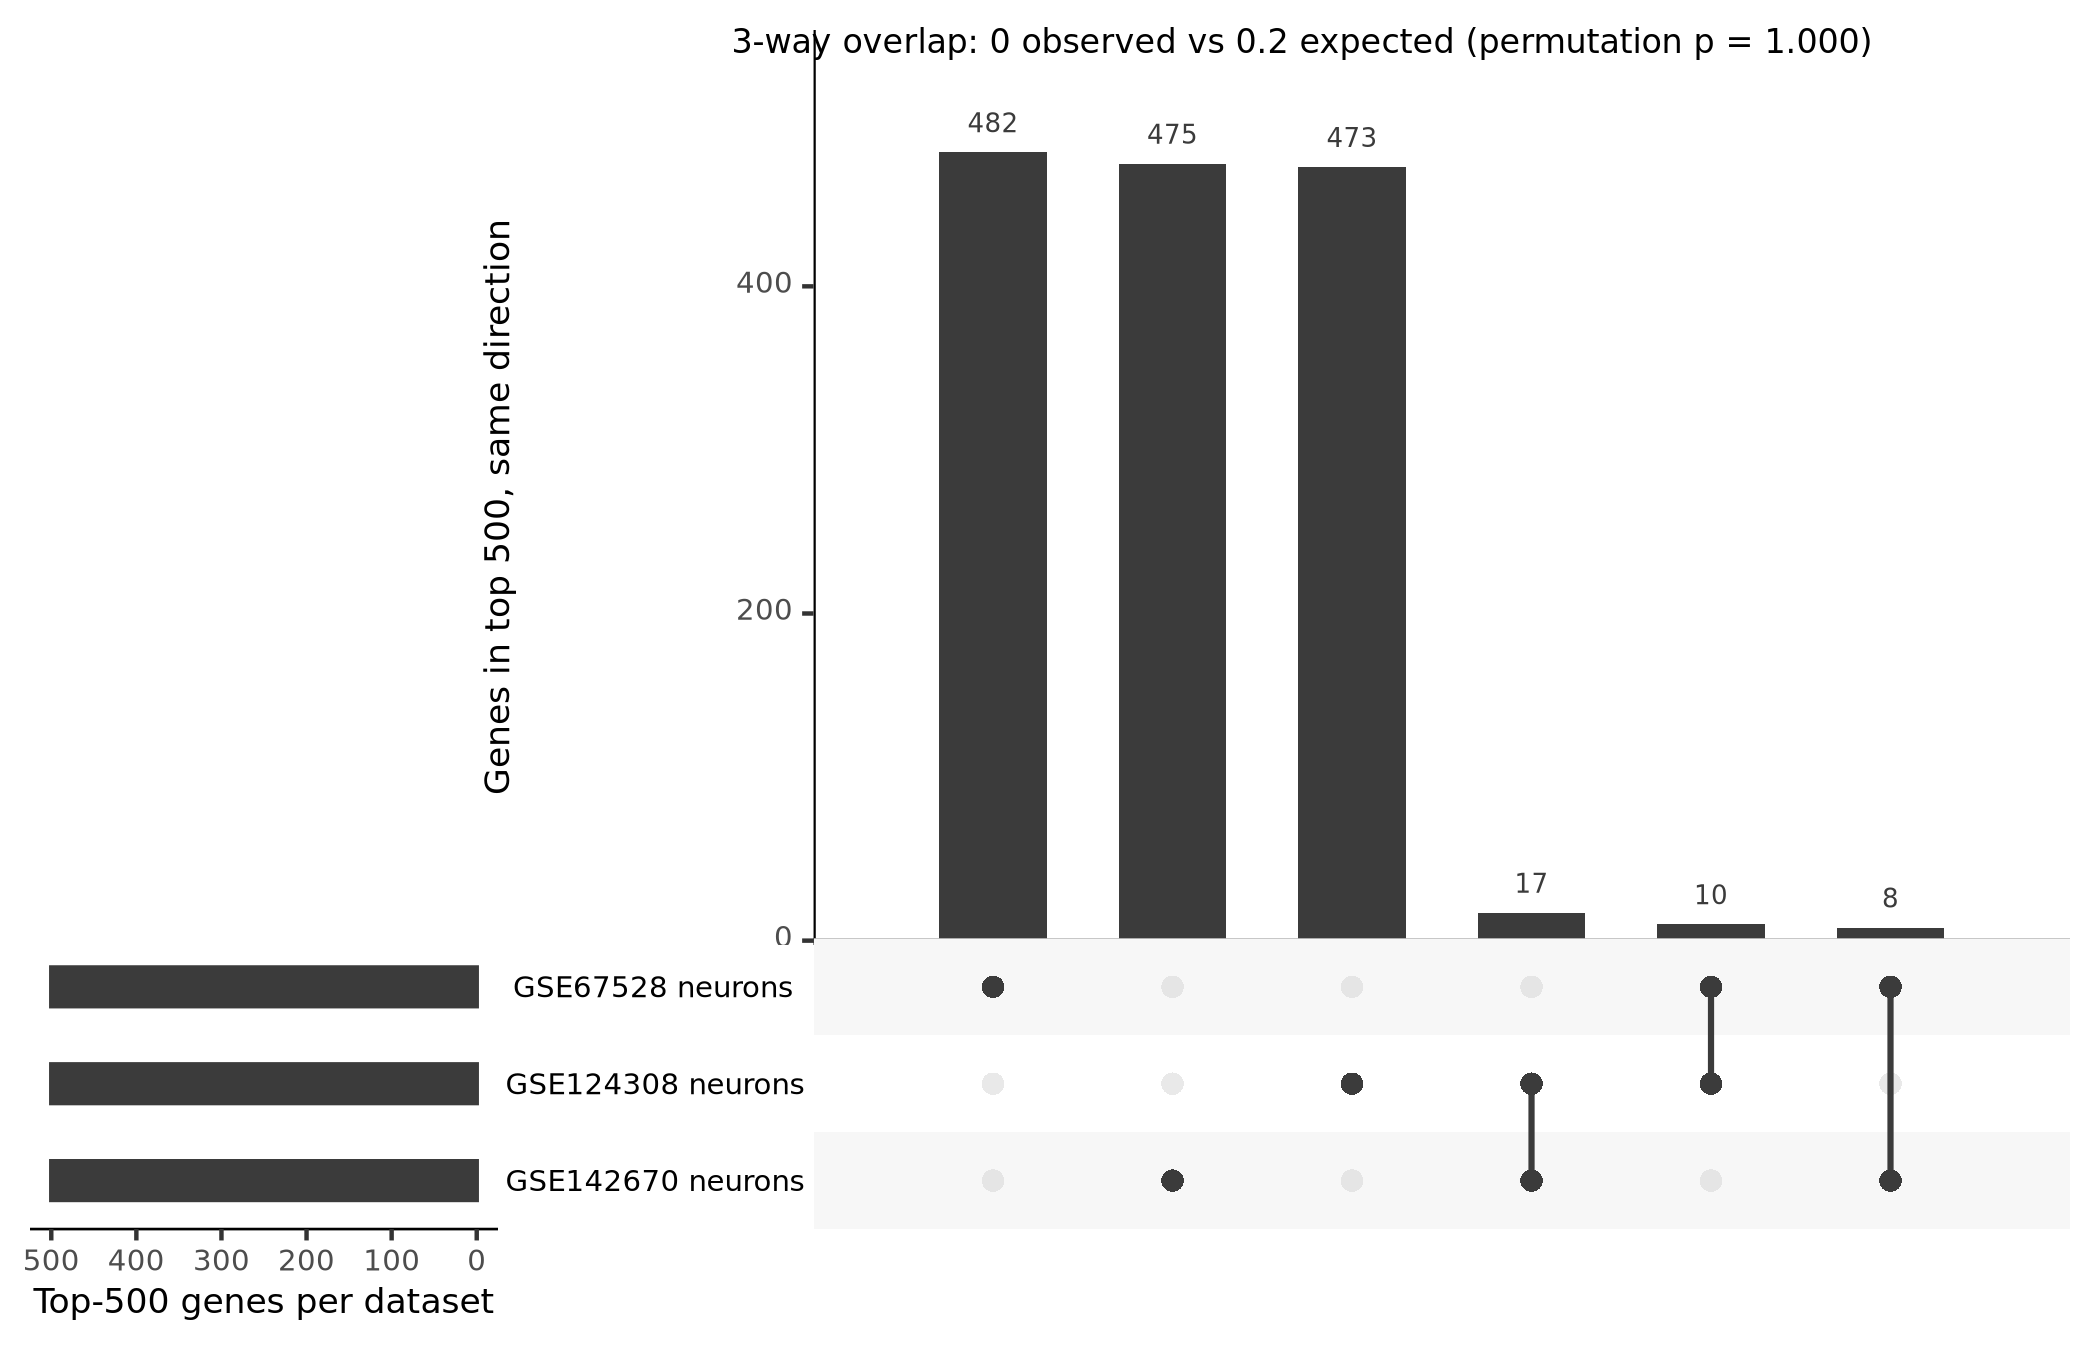 3-way overlap: 0 observed vs 0.2 expected (permutation p = 1.000)
482
475
473
17
10
8
400
200
0
Genes in top 500, same direction
GSE67528 neurons
GSE124308 neurons
GSE142670 neurons
500 400 300 200 100 0
Top-500 genes per dataset